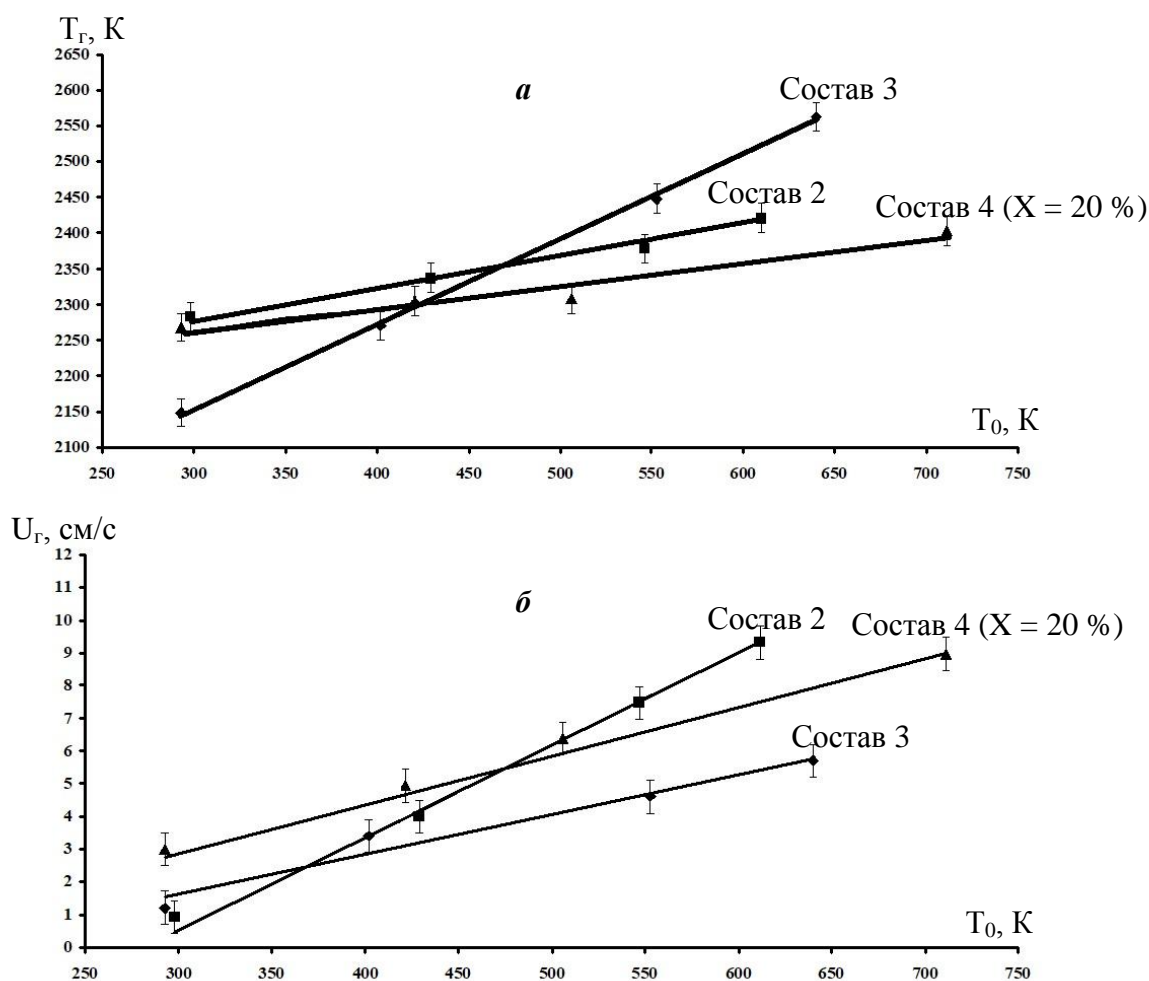 Tг, К
2650
2600
а
Состав 3
2550
2500
2450
Состав 2
Состав 4 (X = 20 %)
2400
2350
2300
2250
2200
2150
T0, К
2100
250 300 350 400 450 500 550 600 650 700 750
Uг, см/с
12
11
б
10
Состав 2
Состав 4 (X = 20 %)
9
8
7
Состав 3
6
5
4
3
2
1
T0, К
0
250 300 350 400 450 500 550 600 650 700 750